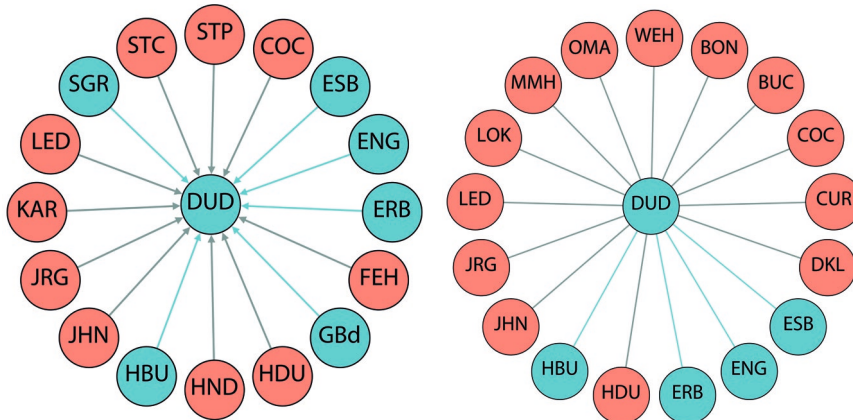 STP
STC
COC
SGR
ESB
LED
ENG
KAR
DUD
ERB
JRG
FEH
JHN
GBd
HBU
HND
HDU
WEH
OMA
BON
MMH
BUC
LOK
COC
LED
DUD
CUR
JRG
DKL
JHN
ESB
HBU
ENG
HDU
ERB